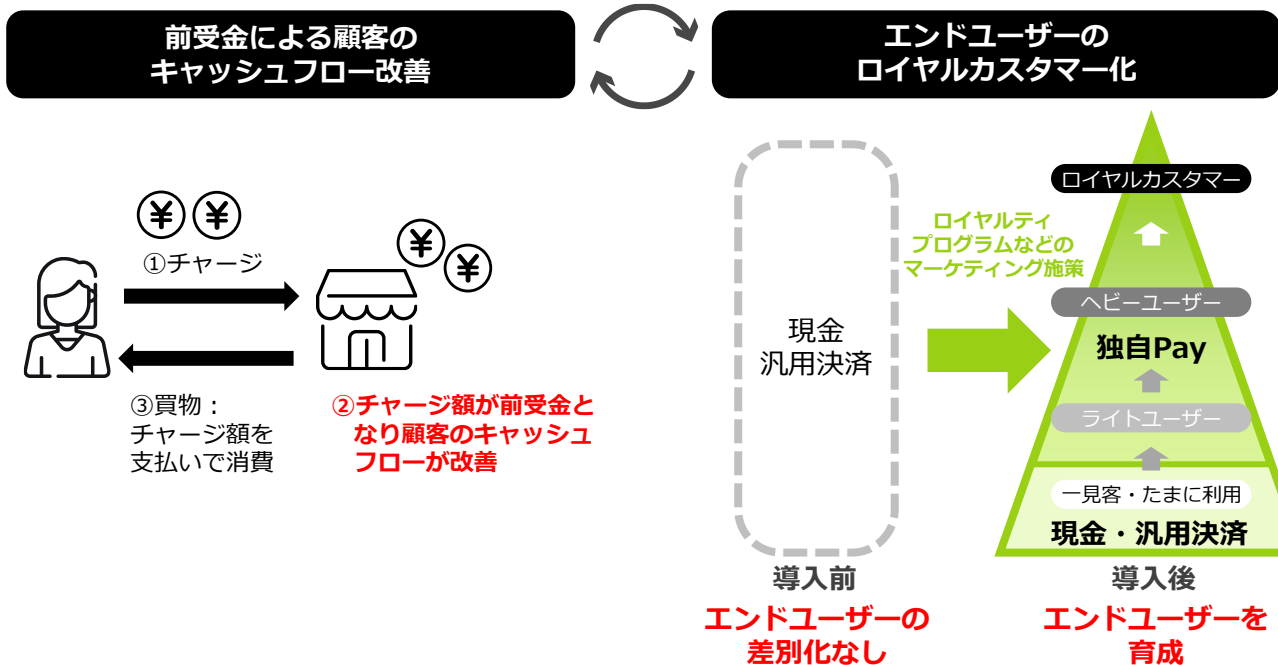 前受金による顧客の
キャッシュフロー改善
エンドユーザーの
ロイヤルカスタマー化
¥ ¥
①チャージ
¥
¥
③買物：
チャージ額を
支払いで消費
②チャージ額が前受金と
なり顧客のキャッシュ
フローが改善
現金
汎用決済
ロイヤルティ
プログラムなどの
マーケティング施策
ロイヤルカスタマー
ヘビーユーザー
独自Pay
ライトユーザー
一見客・たまに利用
現金・汎用決済
導入前
エンドユーザーの
差別化なし
導入後
エンドユーザーを
育成